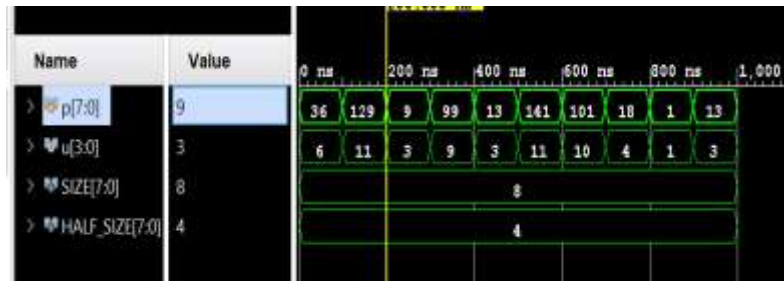 Name Value
0 ns 200 ns 400 ns 600 ns 800 ns 1,000
p[7:0] 9 36 129 9 99 13 141 101 18 1 13
u[3:0] 3 6 11 3 9 3 11 10 4 1 3
SIZE[7:0] 8 8
HALF_SIZE[7:0] 4 4